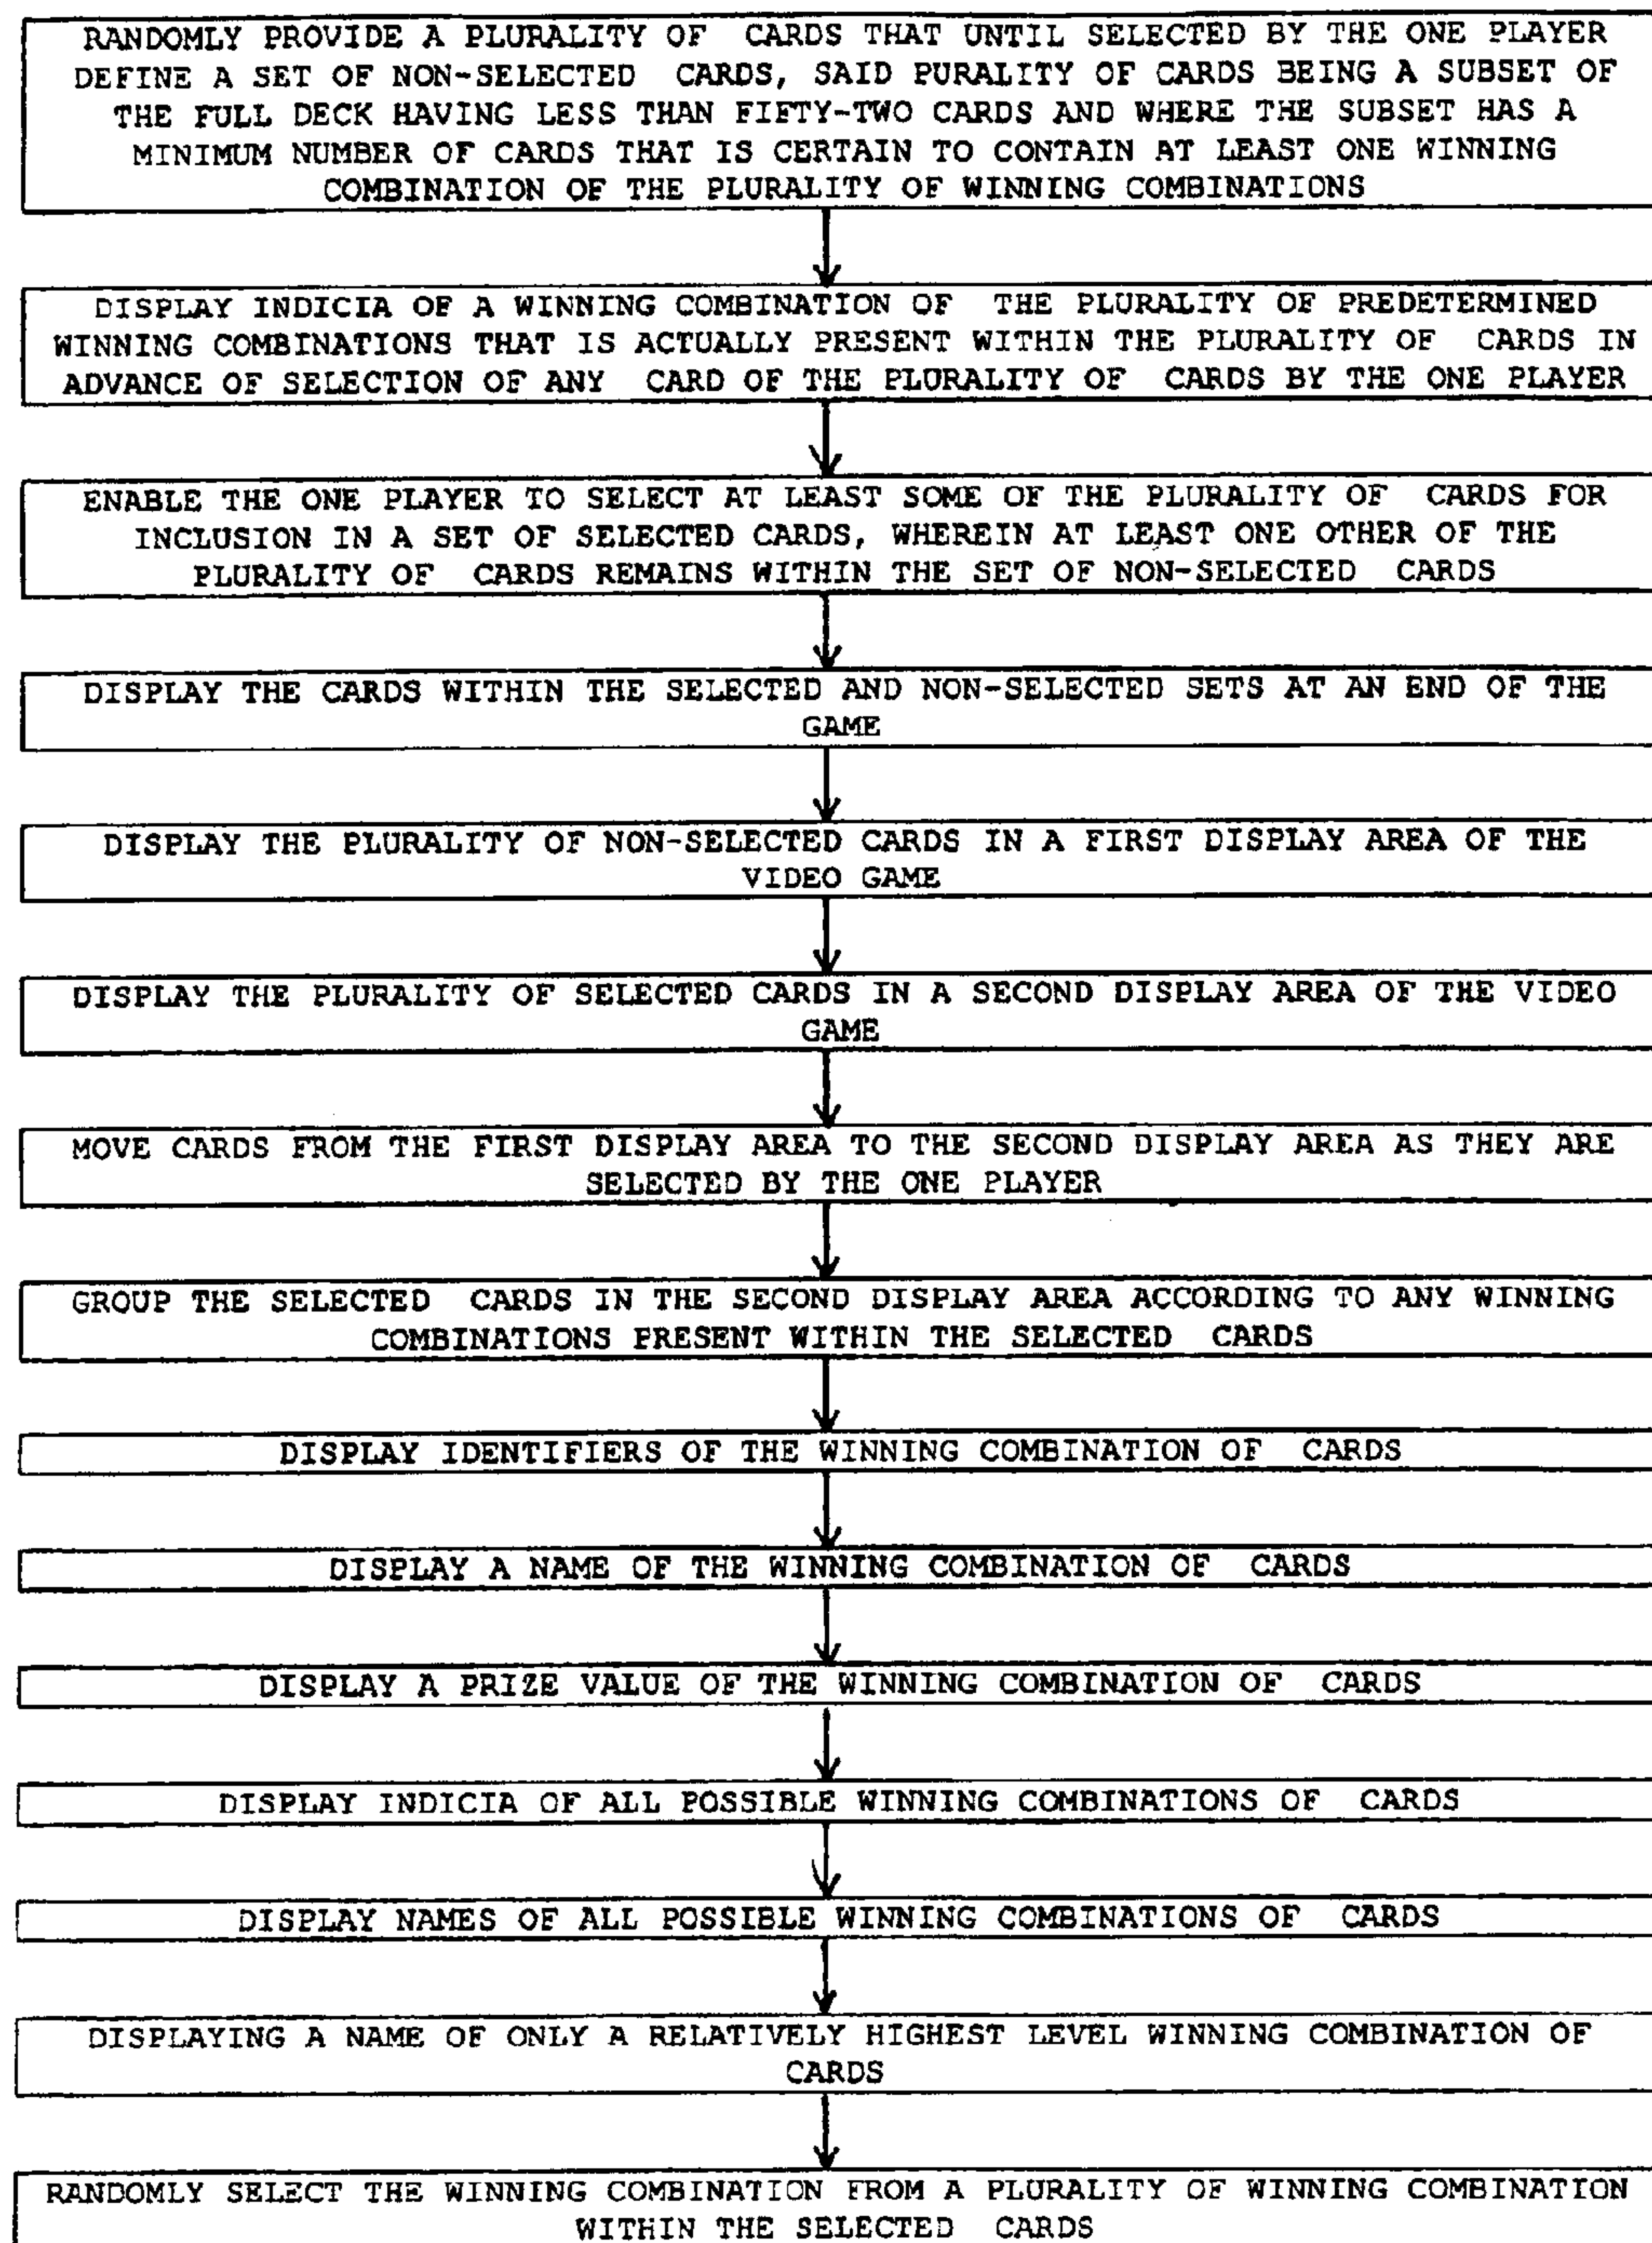 RANDOMLY PROVIDE A PLURALITY OF CARDS THAT UNTIL SELECTED BY THE ONE PLAYER
DEFINE A SET OF NON-SELECTED CARDS, SAID PURALITY OF CARDS BEING A SUBSET OF
THE FULL DECK HAVING LESS THAN FIFTY-TWO CARDS AND WHERE THE SUBSET HAS A
MINIMUM NUMBER OF CARDS THAT IS CERTAIN TO CONTAIN AT LEAST ONE WINNING
COMBINATION OF THE PLURALITY OF WINNING COMBINATIONS
DISPLAY INDICIA OF A WINNING COMBINATION OF THE PLURALITY OF PREDETERMINED
WINNING COMBINATIONS THAT IS ACTUALLY PRESENT WITHIN THE PLURALITY OF CARDS IN
ADVANCE OF SELECTION OF ANY CARD OF THE PLURALITY OF CARDS BY THE ONE PLAYER
ENABLE THE ONE PLAYER TO SELECT AT LEAST SOME OF THE PLURALITY OF CARDS FOR
INCLUSION IN A SET OF SELECTED CARDS, WHEREIN AT LEAST ONE OTHER OF THE
PLURALITY OF CARDS REMAINS WITHIN THE SET OF NON-SELECTED CARDS
DISPLAY THE CARDS WITHIN THE SELECTED AND NON-SELECTED SETS AT AN END OF THE
GAME
DISPLAY THE PLURALITY OF NON-SELECTED CARDS IN A FIRST DISPLAY AREA OF THE
VIDEO GAME
DISPLAY THE PLURALITY OF SELECTED CARDS IN A SECOND DISPLAY AREA OF THE VIDEO
GAME
MOVE CARDS FROM THE FIRST DISPLAY AREA TO THE SECOND DISPLAY AREA AS THEY ARE
SELECTED BY THE ONE PLAYER
GROUP THE SELECTED CARDS IN THE SECOND DISPLAY AREA ACCORDING TO ANY WINNING
COMBINATIONS PRESENT WITHIN THE SELECTED CARDS
DISPLAY IDENTIFIERS OF THE WINNING COMBINATION OF CARDS
DISPLAY A NAME OF THE WINNING COMBINATION OF CARDS
DISPLAY A PRIZE VALUE OF THE WINNING COMBINATION OF CARDS
DISPLAY INDICIA OF ALL POSSIBLE WINNING COMBINATIONS OF CARDS
DISPLAY NAMES OF ALL POSSIBLE WINNING COMBINATIONS OF CARDS
DISPLAYING A NAME OF ONLY A RELATIVELY HIGHEST LEVEL WINNING COMBINATION OF
CARDS
RANDOMLY SELECT THE WINNING COMBINATION FROM A PLURALITY OF WINNING COMBINATION
WITHIN THE SELECTED CARDS